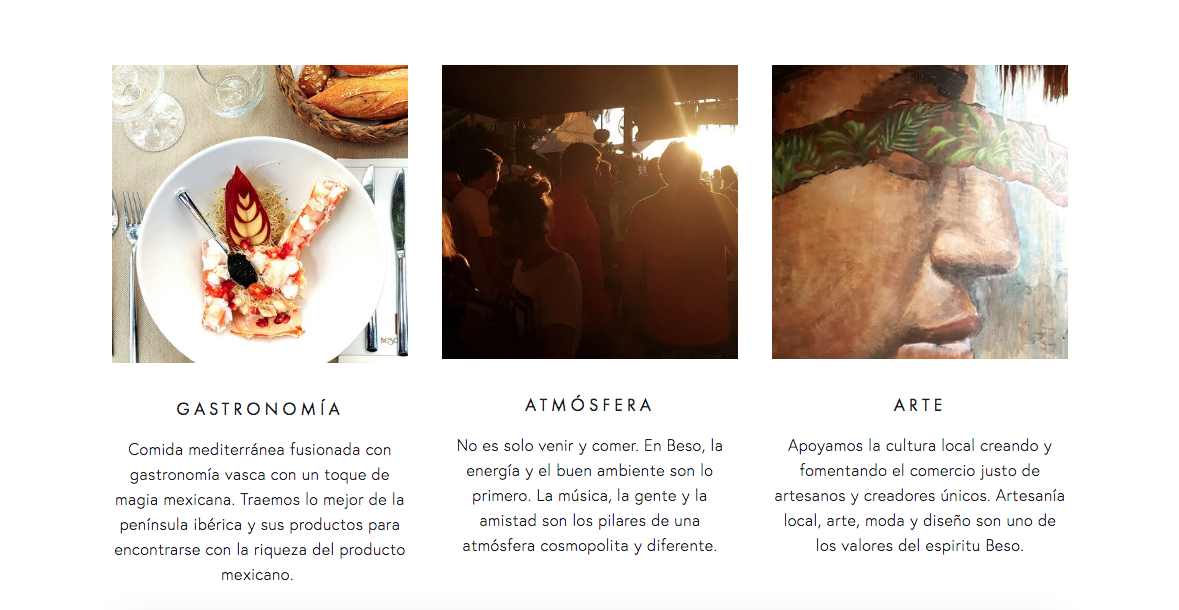 Beso
GASTRONOMÍA
Comida mediterránea fusionada con
gastronomía vasca con un toque de
magia mexicana. Traemos lo mejor de la
península ibérica y sus productos para
encontrarse con la riqueza del producto
mexicano.
ATMÓSFERA
No es solo venir y comer. En Beso, la
energía y el buen ambiente son lo
primero. La música, la gente y la
amistad son los pilares de una
atmósfera cosmopolita y diferente.
ARTE
Apoyamos la cultura local creando y
fomentando el comercio justo de
artesanos y creadores únicos. Artesanía
local, arte, moda y diseño son uno de
los valores del espiritu Beso.